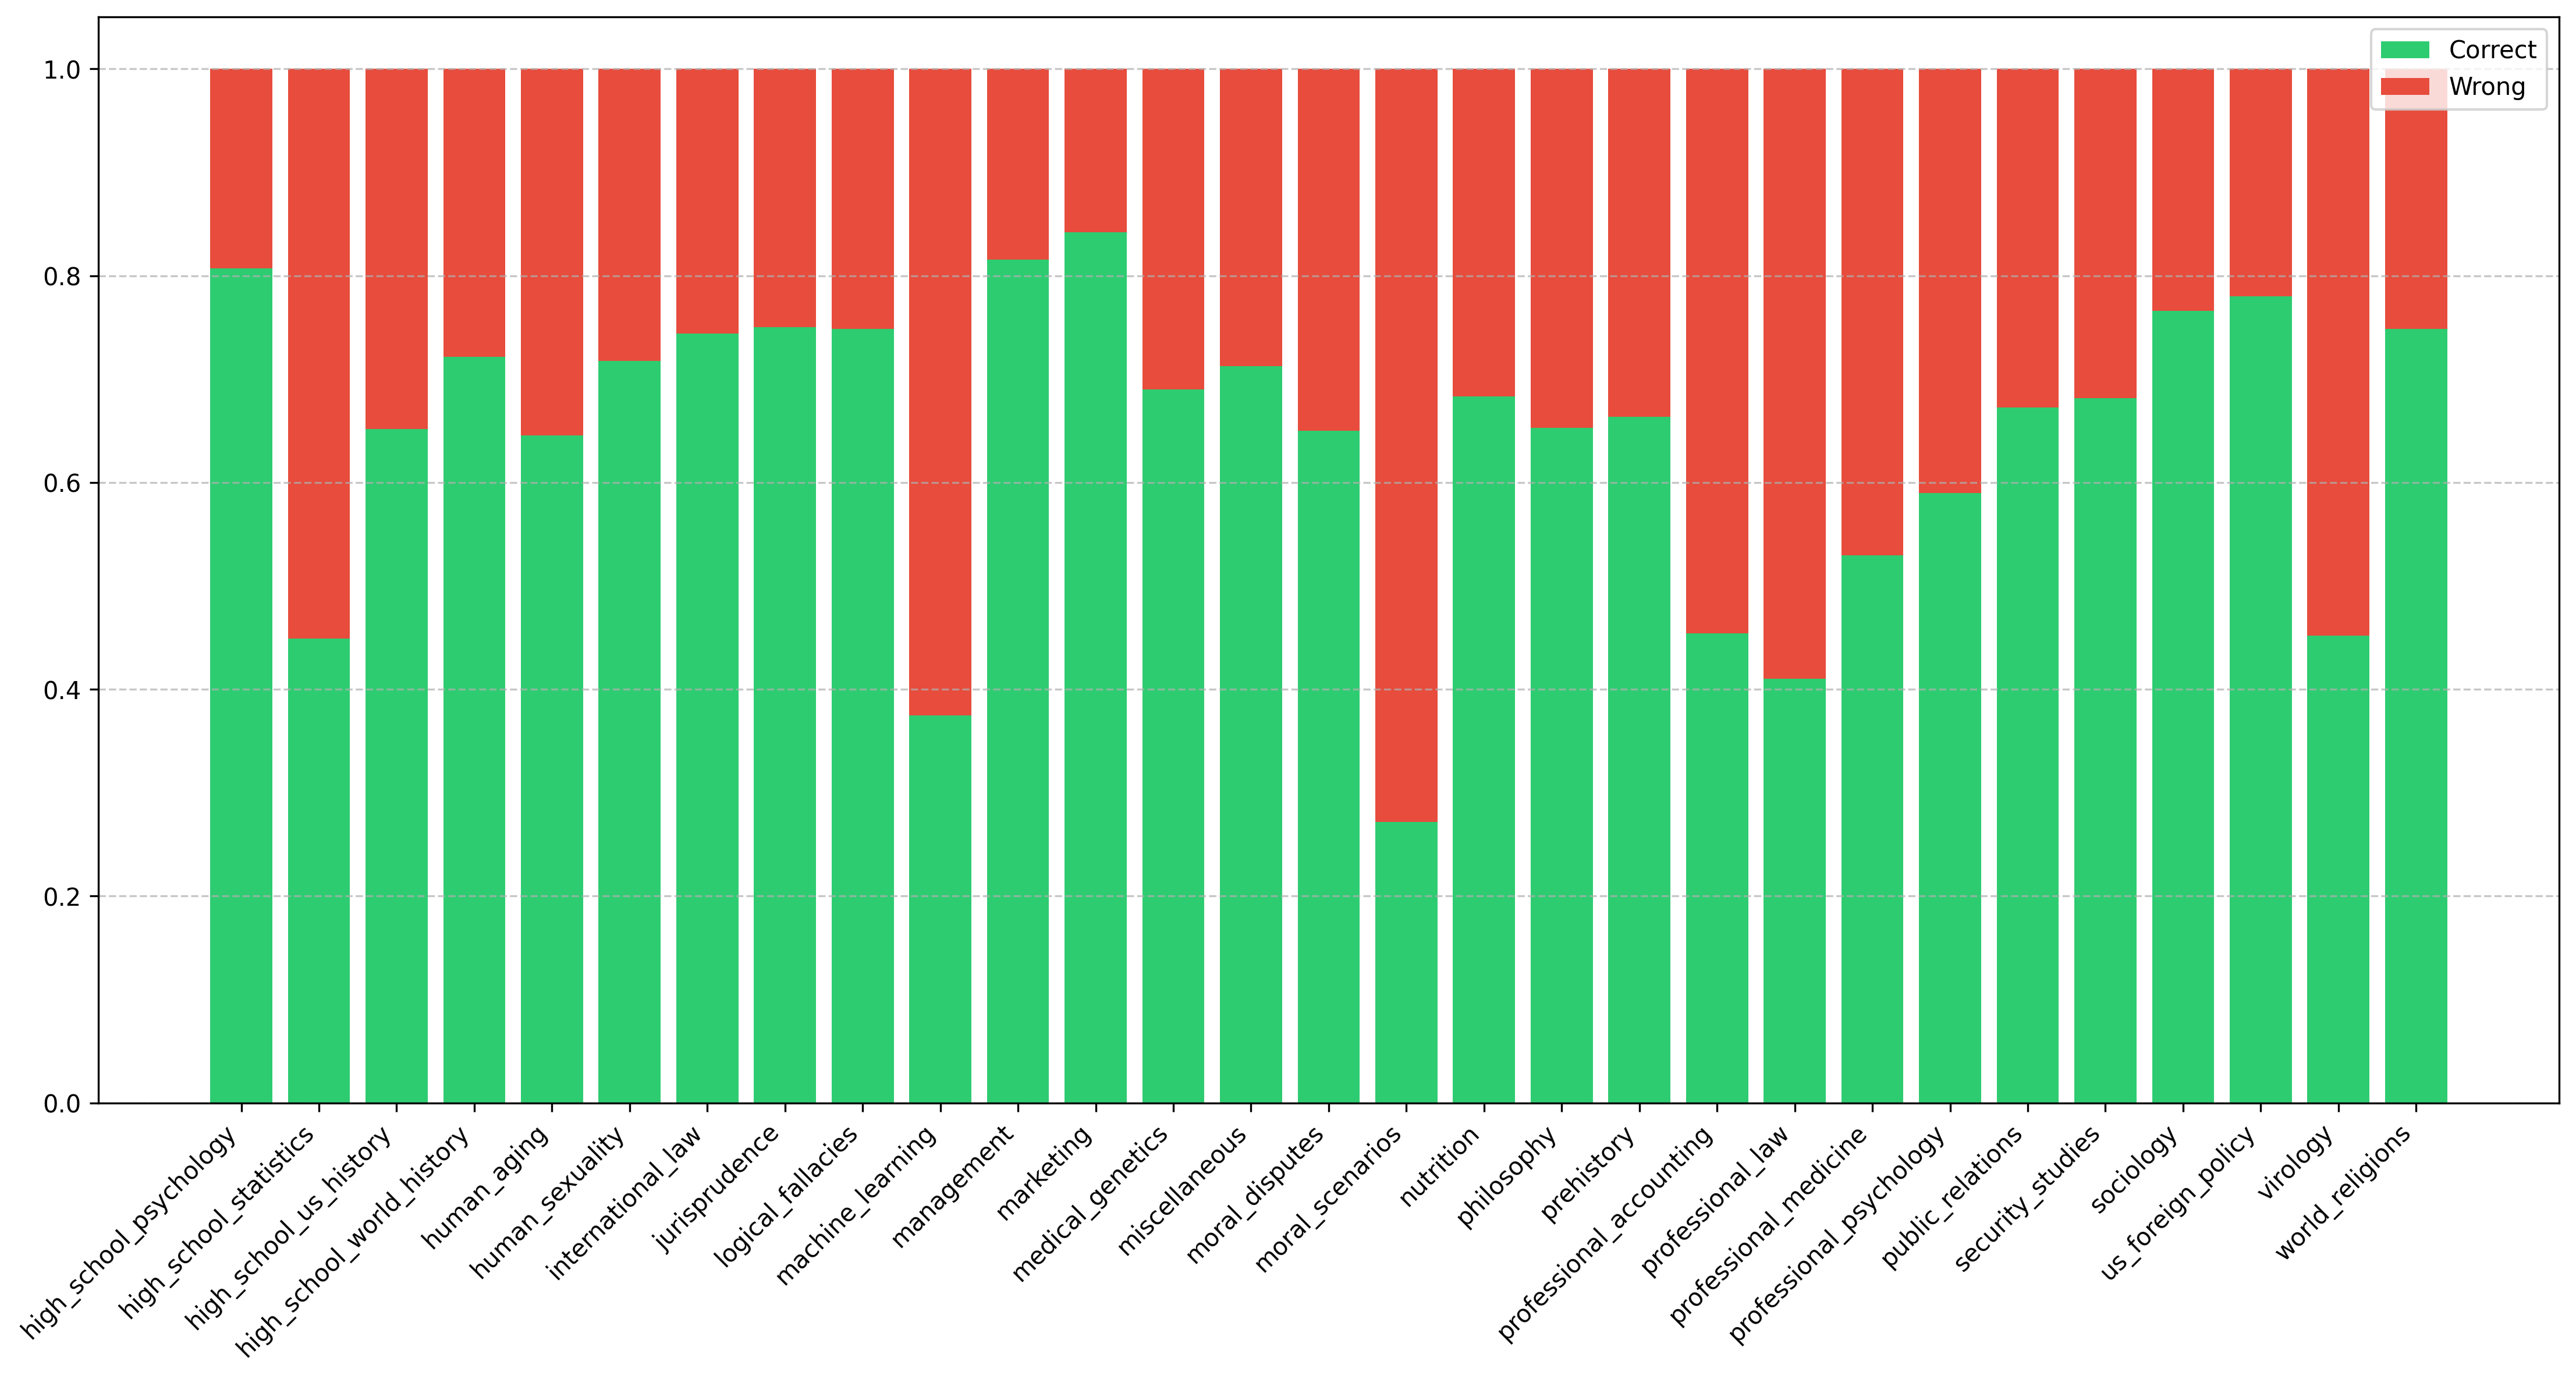 Correct
Wrong
1.0
0.8
0.6
0.4
0.2
0.0
high_school_psychology
high_school_statistics
high_school_us_history
high_school_world_history
human_aging
human_sexuality
international_law
jurisprudence
logical_fallacies
machine_learning
management
marketing
medical_genetics
miscellaneous
moral_disputes
moral_scenarios
nutrition
philosophy
prehistory
professional_accounting
professional_law
professional_medicine
professional_psychology
public_relations
security_studies
sociology
us_foreign_policy
virology
world_religions